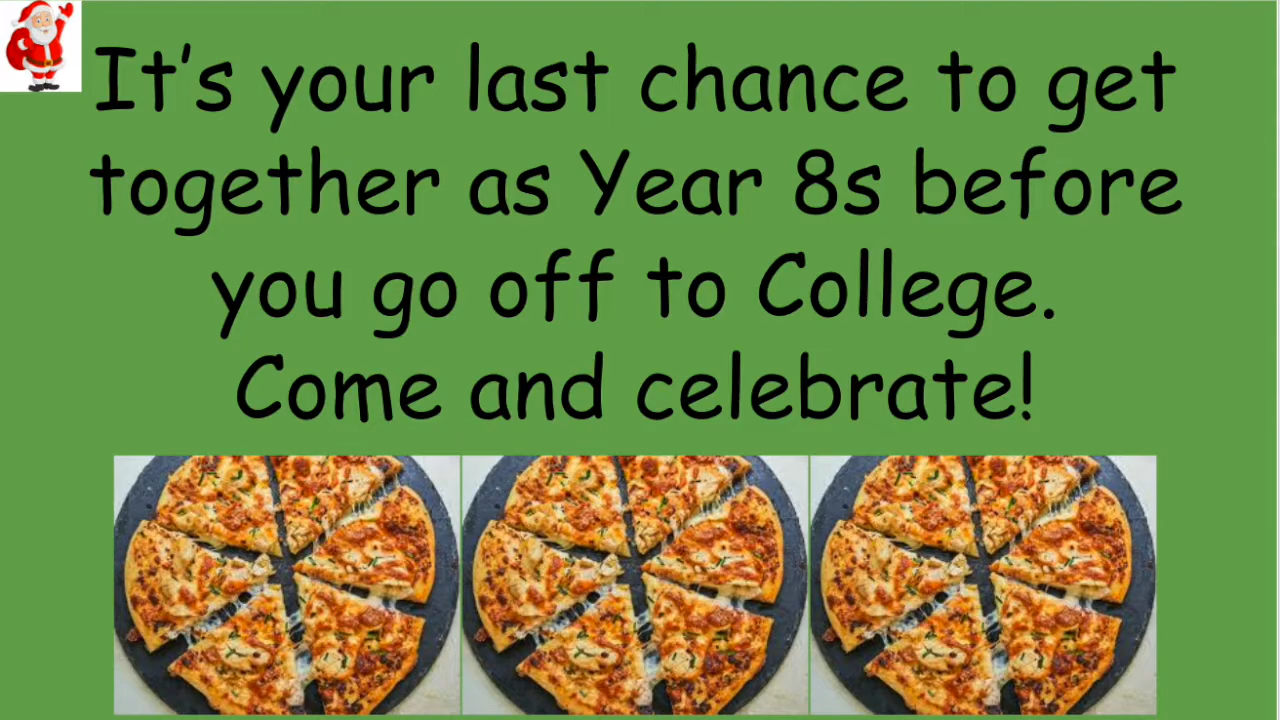 It’s your last chance to get
together as Year 8s before
you go off to College.
Come and celebrate!